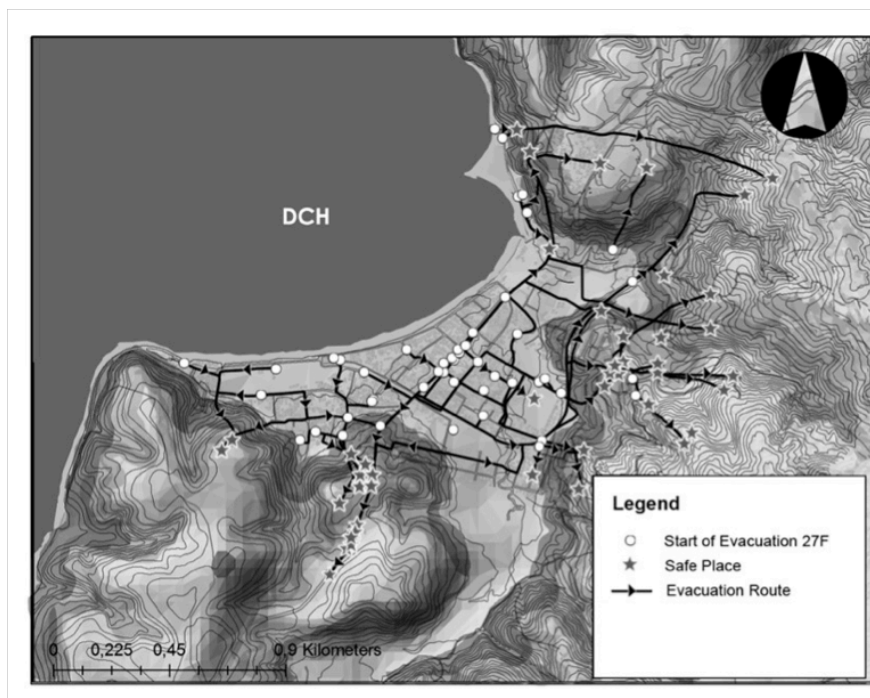 DCH
Legend
Start of Evacuation 27F
Safe Place
Evacuation Route
0 0,225 0,45 0,9 Kilometers